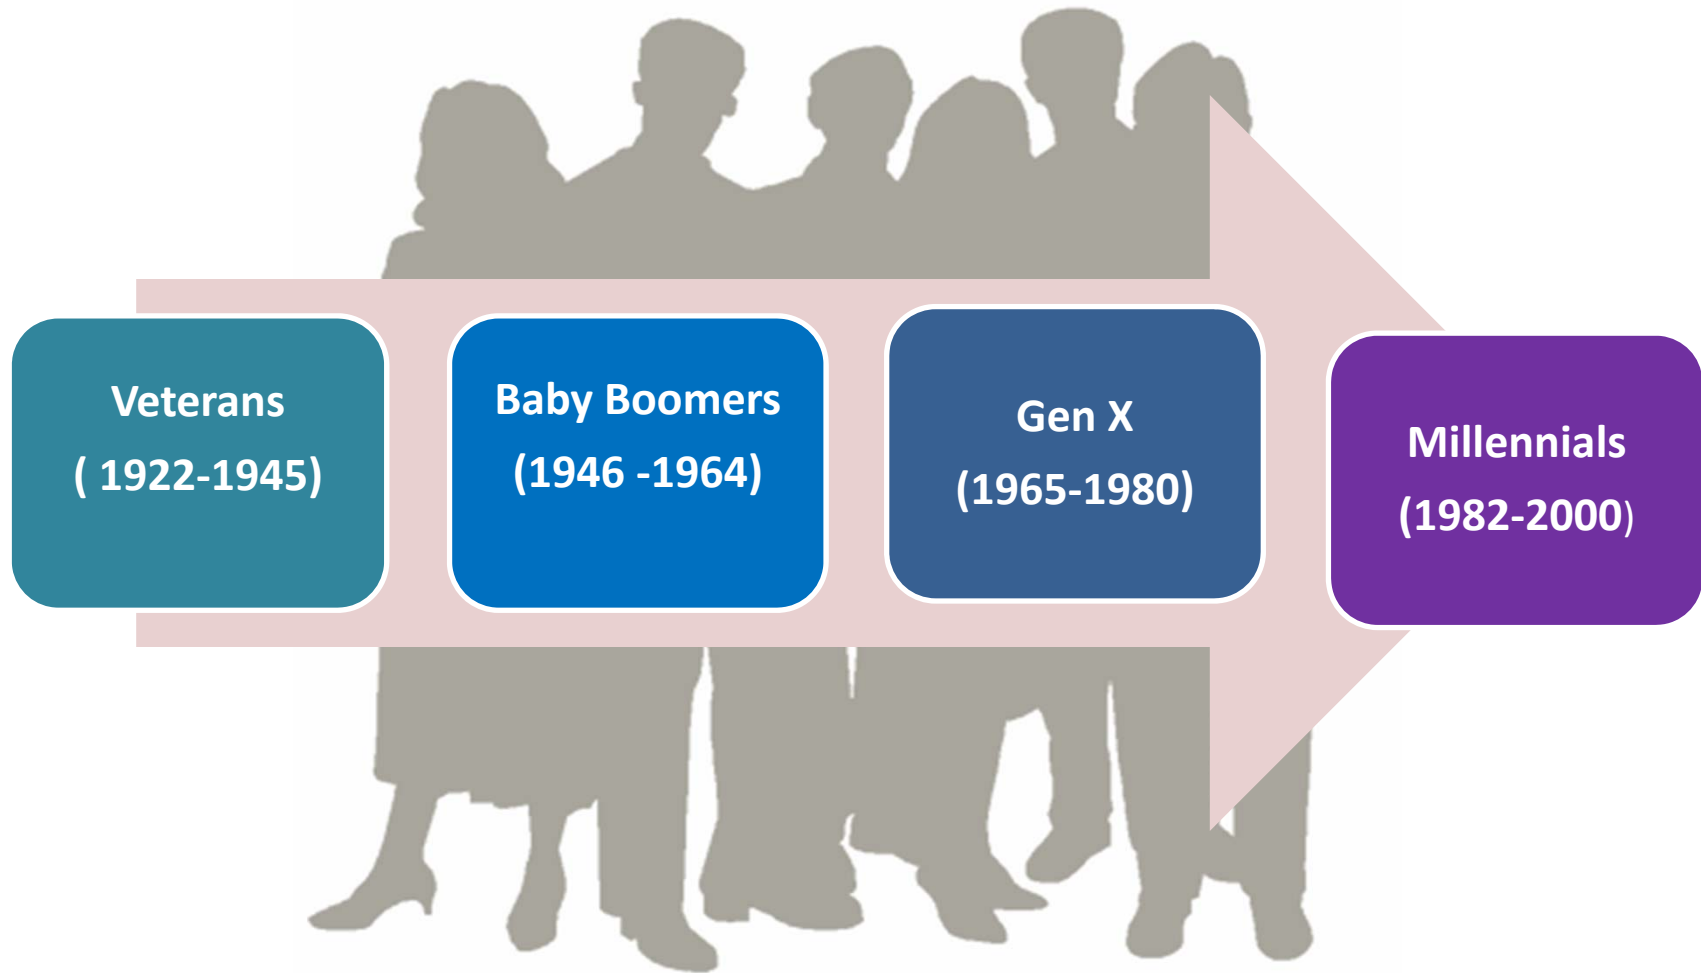 Veterans
( 1922-1945)
Baby Boomers
(1946 -1964)
Gen X
(1965-1980)
Millennials
(1982-2000)